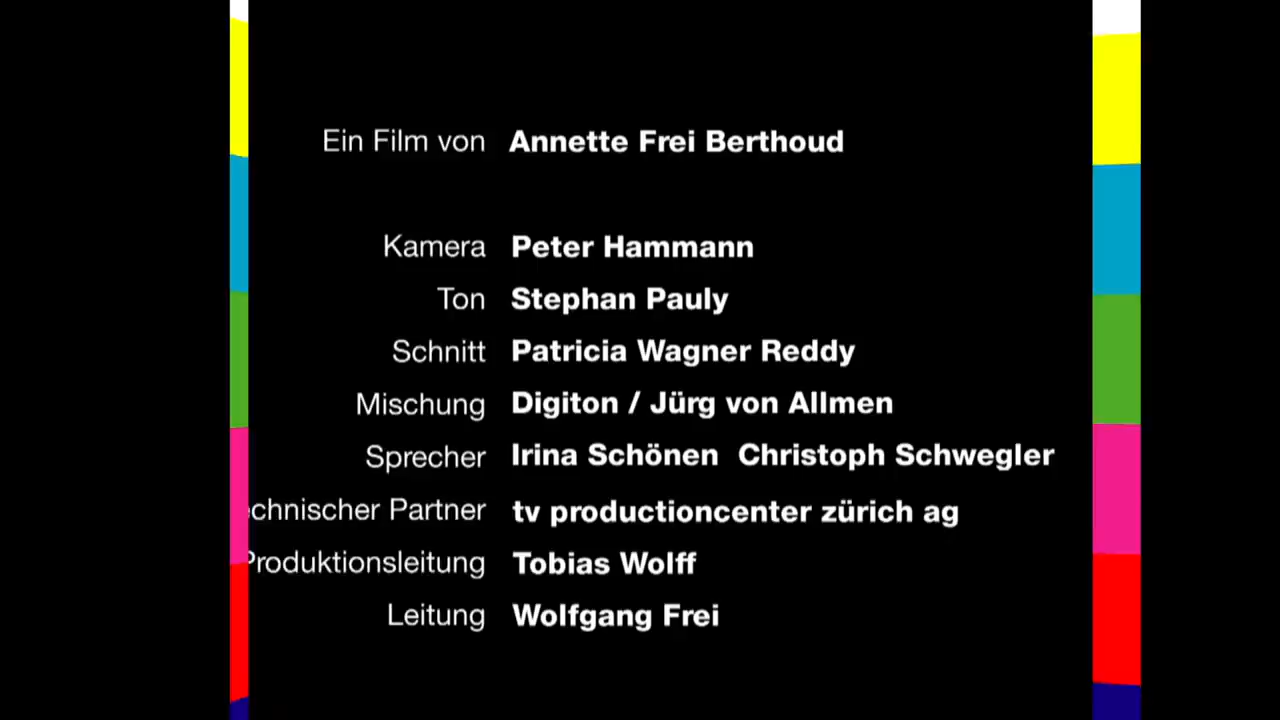 Ein Film von Annette Frei Berthoud
Kamera Peter Hammann
Ton Stephan Pauly
Schnitt Patricia Wagner Reddy
Mischung Digiton / Jürg von Allmen
Sprecher Irina Schönen Christoph Schwegler
echnischer Partner tv productioncenter zürich ag
Produktionsleitung Tobias Wolff
Leitung Wolfgang Frei